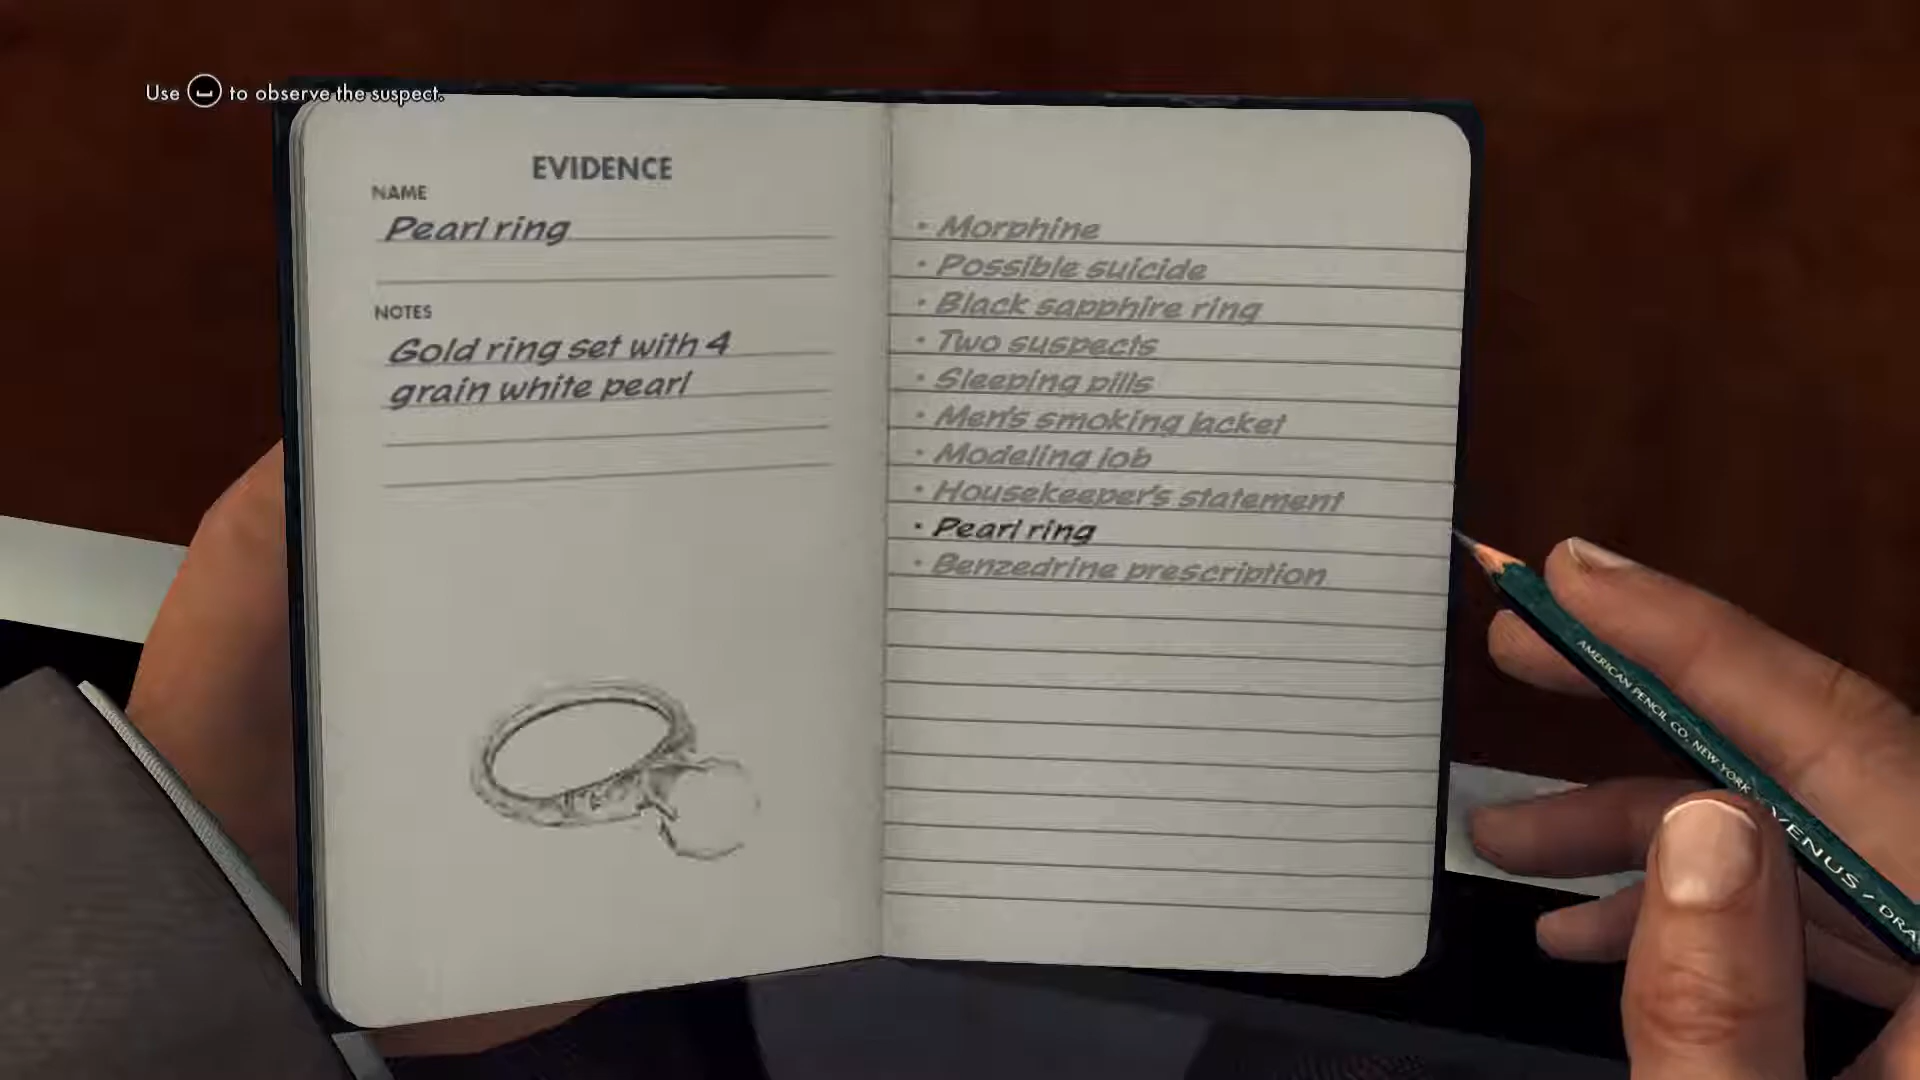 Use to observe the suspect.
EVIDENCE
NAME
Pearl ring
NOTES
Gold ring set with 4
grain white pearl
• Morphine
• Possible suicide
• Black sapphire ring
• Two suspects
• Sleeping pills
• Men's smoking jacket
• Modeling job
• Housekeeper's statement
• Pearl ring
• Benzedrine prescription
AMERICAN PENCIL CO. NEW YORK VENUS / DRA